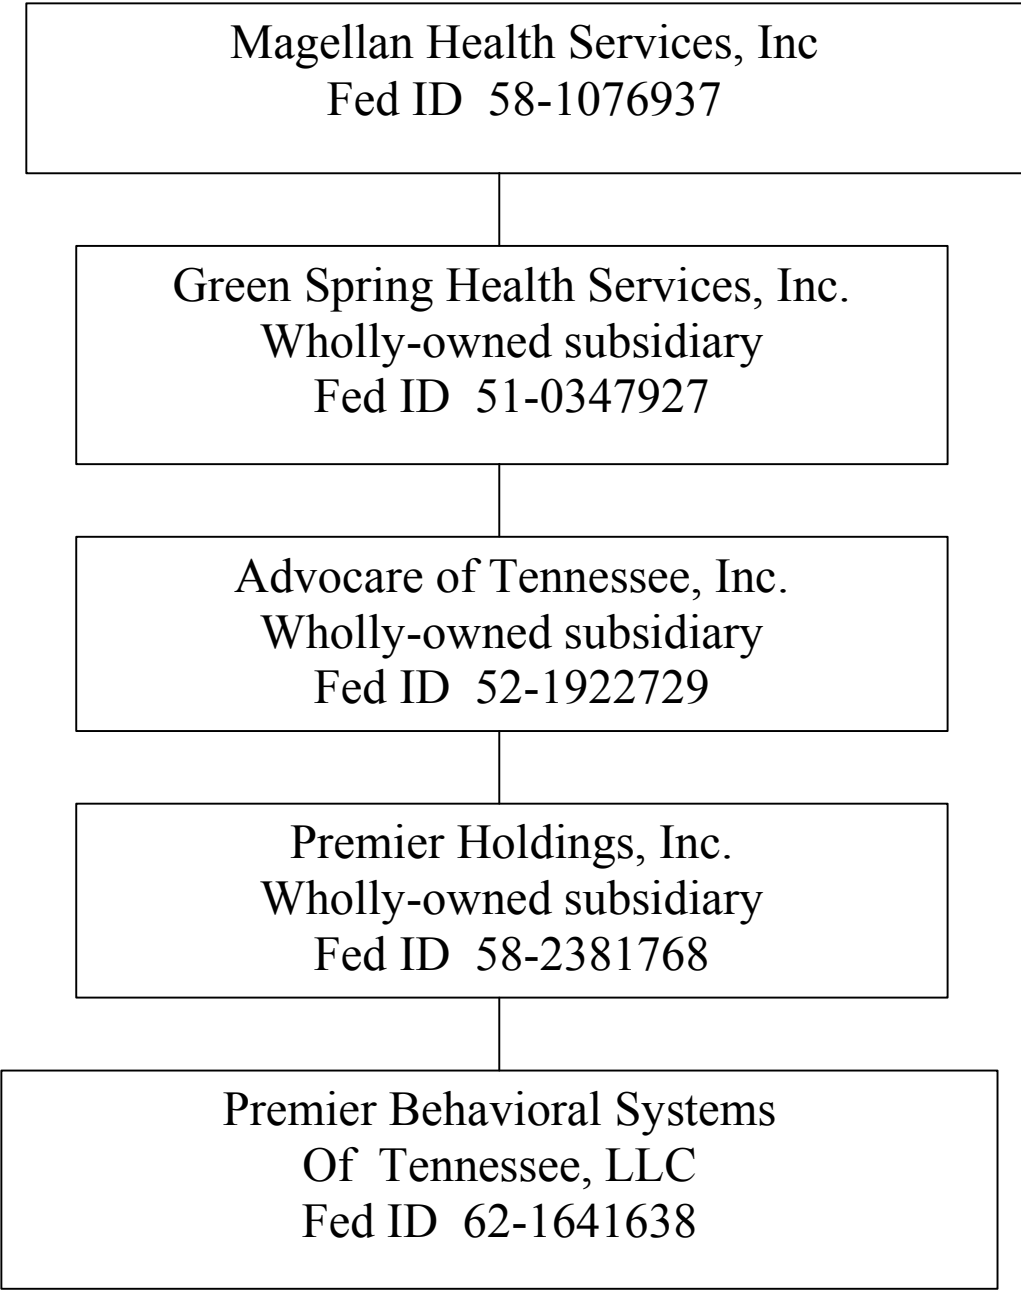 Magellan Health Services, Inc
Fed ID  58-1076937
Green Spring Health Services, Inc.
Wholly-owned subsidiary
Fed ID  51-0347927
Advocare of Tennessee, Inc.
Wholly-owned subsidiary
Fed ID  52-1922729
Premier Holdings, Inc.
Wholly-owned subsidiary
Fed ID  58-2381768
Premier Behavioral Systems
Of  Tennessee, LLC
Fed ID  62-1641638